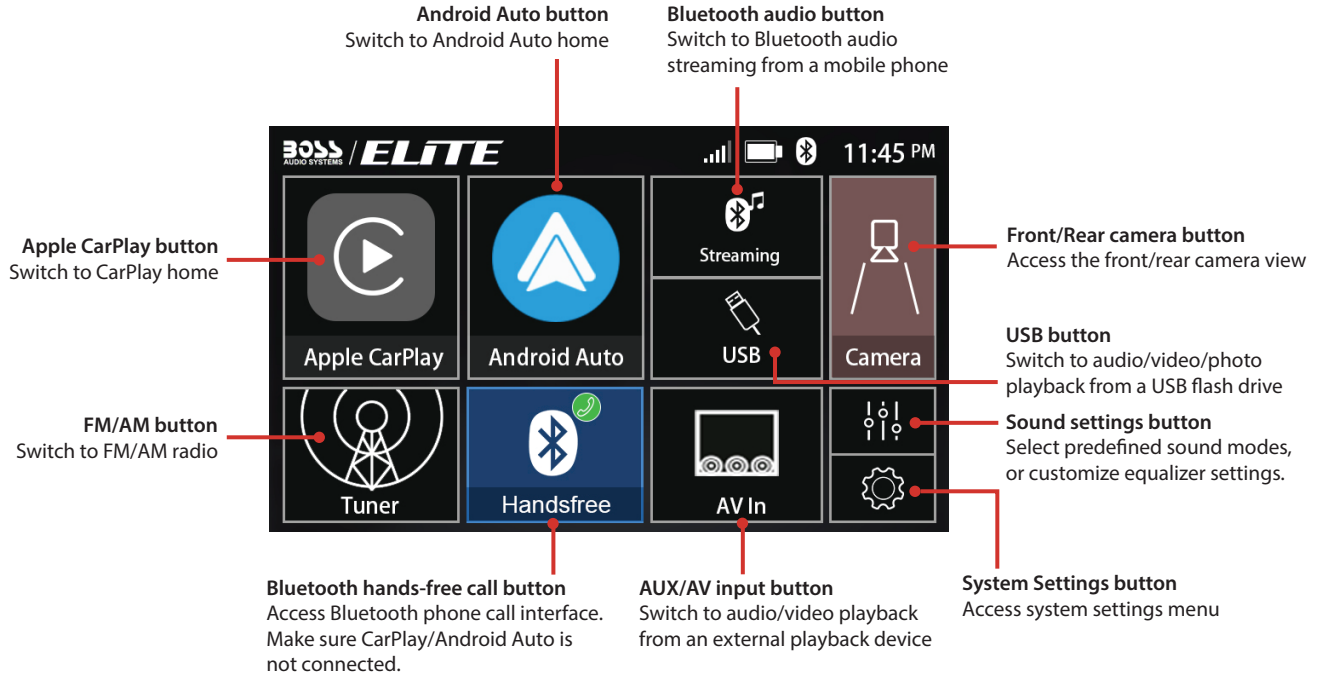 Android Auto button
Switch to Android Auto home
Bluetooth audio button
Switch to Bluetooth audio
streaming from a mobile phone
BOSS
AUDIO SYSTEMS
ELITE
11:45 PM
Apple CarPlay button
Switch to CarPlay home
Apple CarPlay
Android Auto
Streaming
USB
Camera
Front/Rear camera button
Access the front/rear camera view
USB button
Switch to audio/video/photo
playback from a USB flash drive
FM/AM button
Switch to FM/AM radio
Tuner
Handsfree
AV In
Sound settings button
Select predefined sound modes,
or customize equalizer settings.
Bluetooth hands-free call button
Access Bluetooth phone call interface.
Make sure CarPlay/Android Auto is
not connected.
AUX/AV input button
Switch to audio/video playback
from an external playback device
System Settings button
Access system settings menu